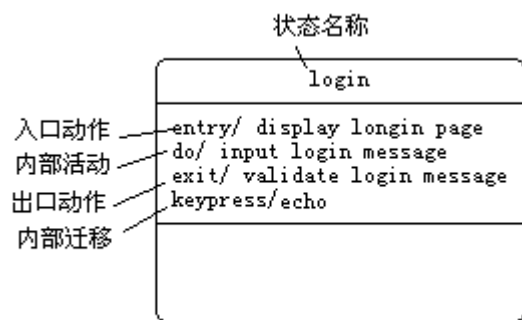 状态名称
login
入口动作 entry/ display longin page
内部活动 do/ input login message
出口动作 exit/ validate login message
内部迁移 keypress/echo